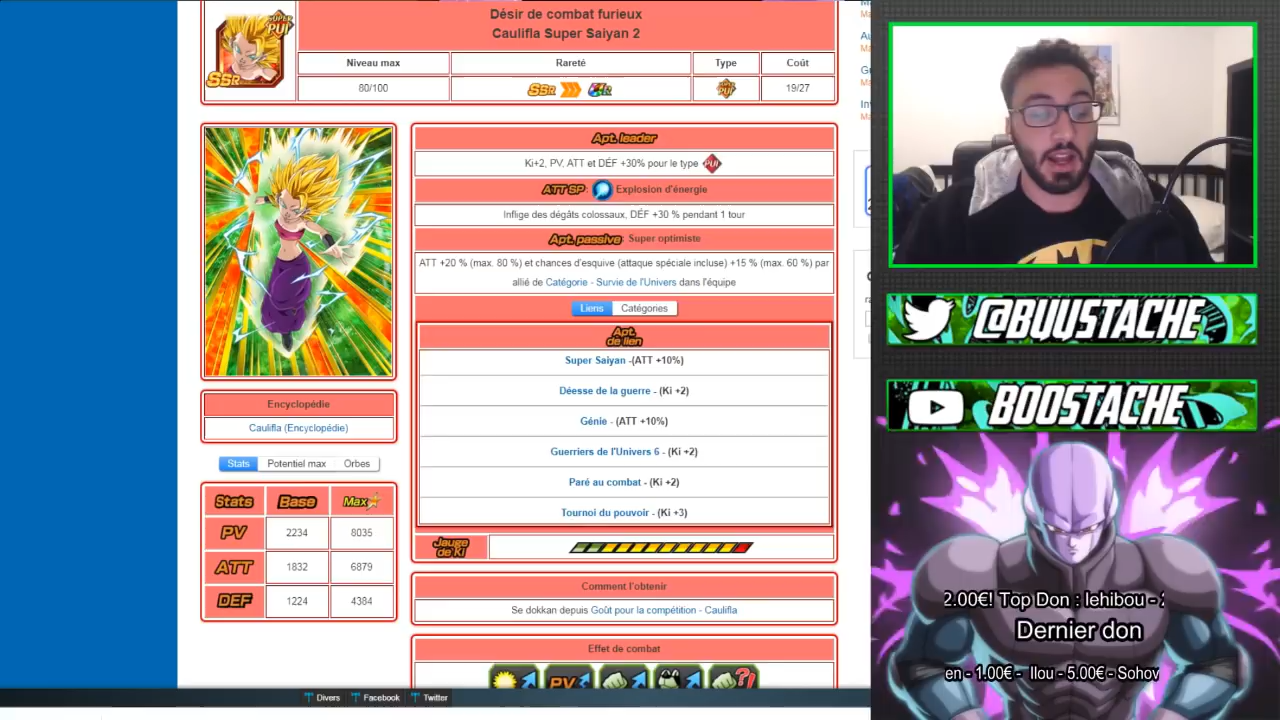 Désir de combat furieux
Caulifla Super Saiyan 2
SUPER PUI
SSR
Niveau max
Rareté
Type
Coût
80/100
SSR
UR
19/27
Apt. leader
Ki+2, PV, ATT et DÉF +30% pour le type PUI
ATT SP : Explosion d'énergie
Inflige des dégâts colossaux, DÉF +30 % pendant 1 tour
Apt. passive : Super optimiste
ATT +20 % (max. 80 %) et chances d'esquive (attaque spéciale incluse) +15 % (max. 60 %) par
allié de Catégorie - Survie de l'Univers dans l'équipe
Liens
Catégories
Apt. de lien
Super Saiyan -(ATT +10%)
Déesse de la guerre - (Ki +2)
Génie - (ATT +10%)
Guerriers de l'Univers 6 - (Ki +2)
Paré au combat - (Ki +2)
Tournoi du pouvoir - (Ki +3)
Jauge de Ki
Comment l'obtenir
Se dokkan depuis Goût pour la compétition - Caulifla
Effet de combat
PV
Encyclopédie
Caulifla (Encyclopédie)
Stats
Potentiel max
Orbes
Stats
Base
Max
PV
2234
8035
ATT
1832
6879
DEF
1224
4384
Divers
Facebook
Twitter
@BUUSTACHE
BOOSTACHE
2.00€! Top Don : lehibou -
Dernier don
en - 1.00€ - Ilou - 5.00€ - Sohov